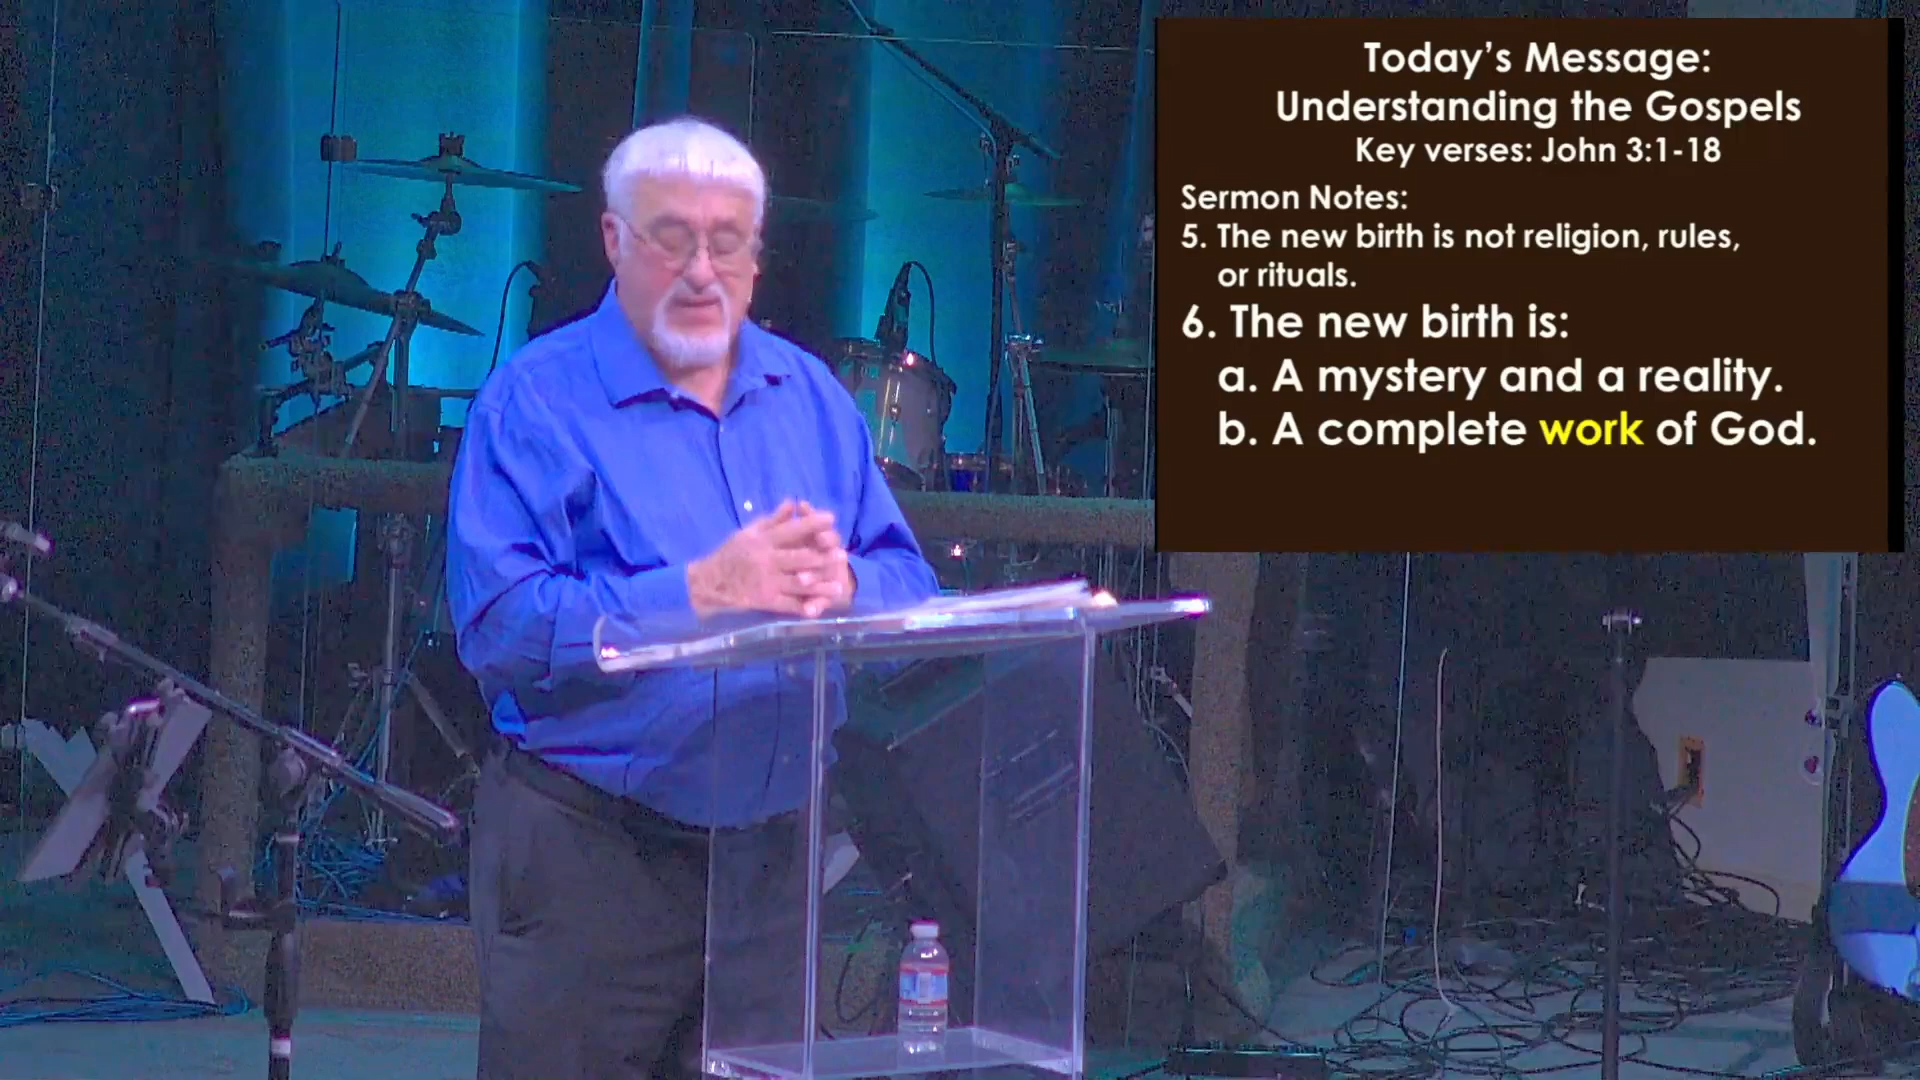 Today’s Message:
Understanding the Gospels
Key verses: John 3:1-18
Sermon Notes:
5. The new birth is not religion, rules,
or rituals.
6. The new birth is:
a. A mystery and a reality.
b. A complete work of God.